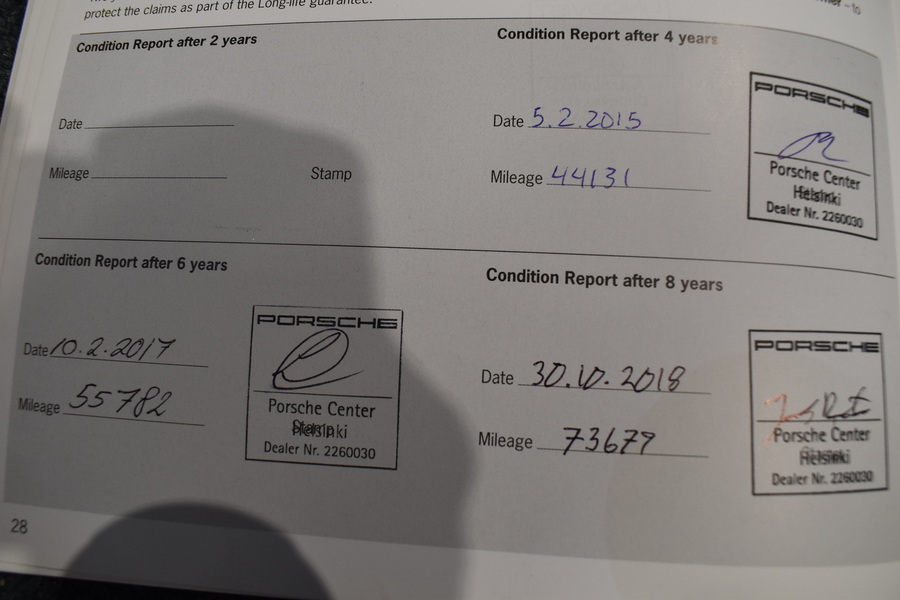 protect the claims as part of the Long-life guarantee.
Condition Report after 2 years
Date
Mileage
Stamp
Condition Report after 4 years
Date 5.2.2015
Mileage 44131
PORSCHE
Porsche Center
Helsinki
Dealer Nr. 2260030
Condition Report after 6 years
Date 10.2.2017
Mileage 55782
PORSCHE
Porsche Center
Helsinki
Stamp
Dealer Nr. 2260030
Condition Report after 8 years
Date 30.10.2018
Mileage 73679
PORSCHE
Porsche Center
Helsinki
Dealer Nr. 2260030
28